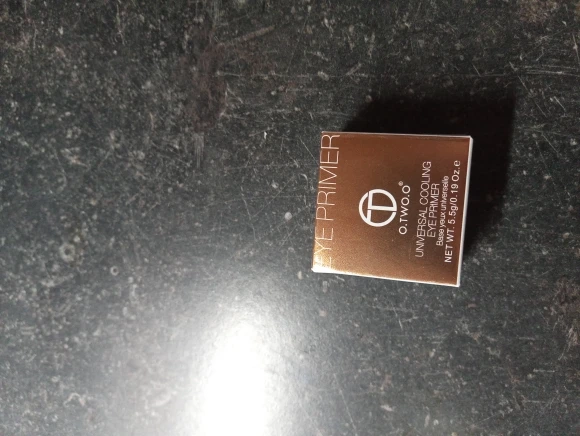 EYE PRIMER
O.TWO.O®
UNIVERSAL COOLING
EYE PRIMER
Base yeux universelle
NET WT. 5.5g/0.19 Oz.e